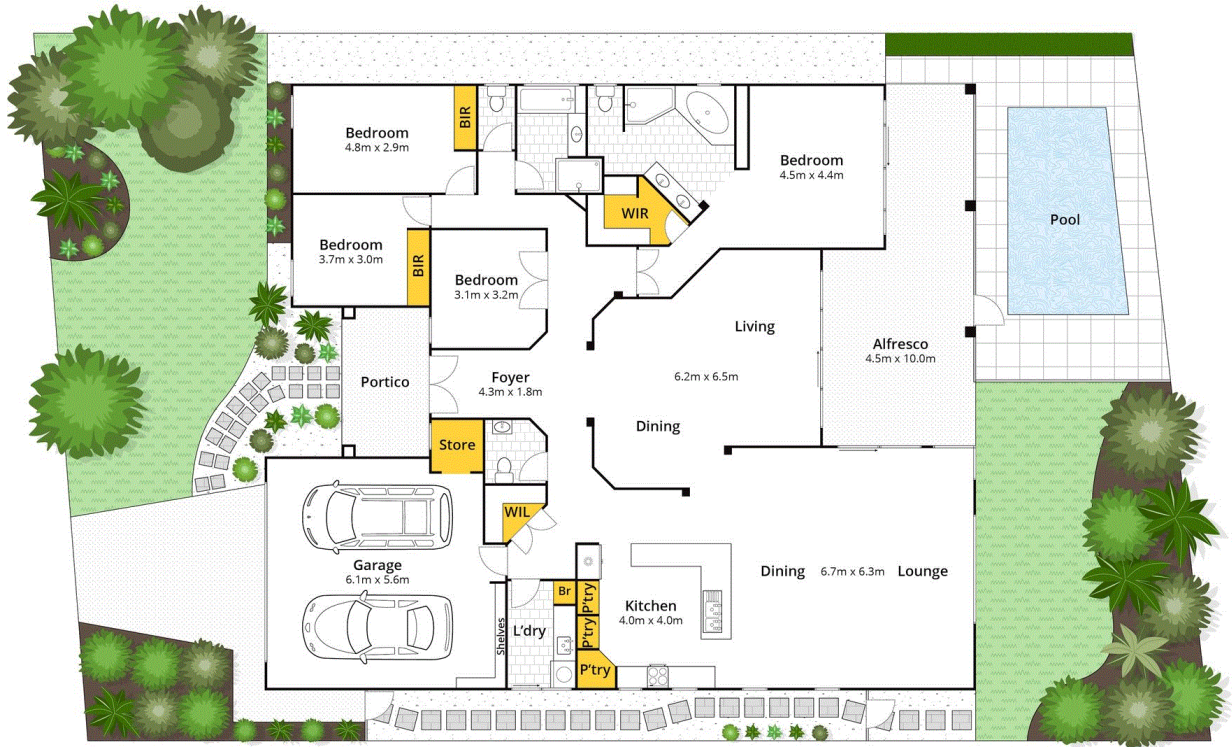 Bedroom
4.8m x 2.9m
BIR
Bedroom
4.5m x 4.4m
WIR
Pool
Bedroom
3.7m x 3.0m
BIR
Bedroom
3.1m x 3.2m
Living
Alfresco
4.5m x 10.0m
Portico
Foyer
4.3m x 1.8m
6.2m x 6.5m
Dining
Store
WIL
Garage
6.1m x 5.6m
Dining
6.7m x 6.3m
Lounge
Br
P'try
Kitchen
4.0m x 4.0m
Shelves
L'dry
P'try
P'try